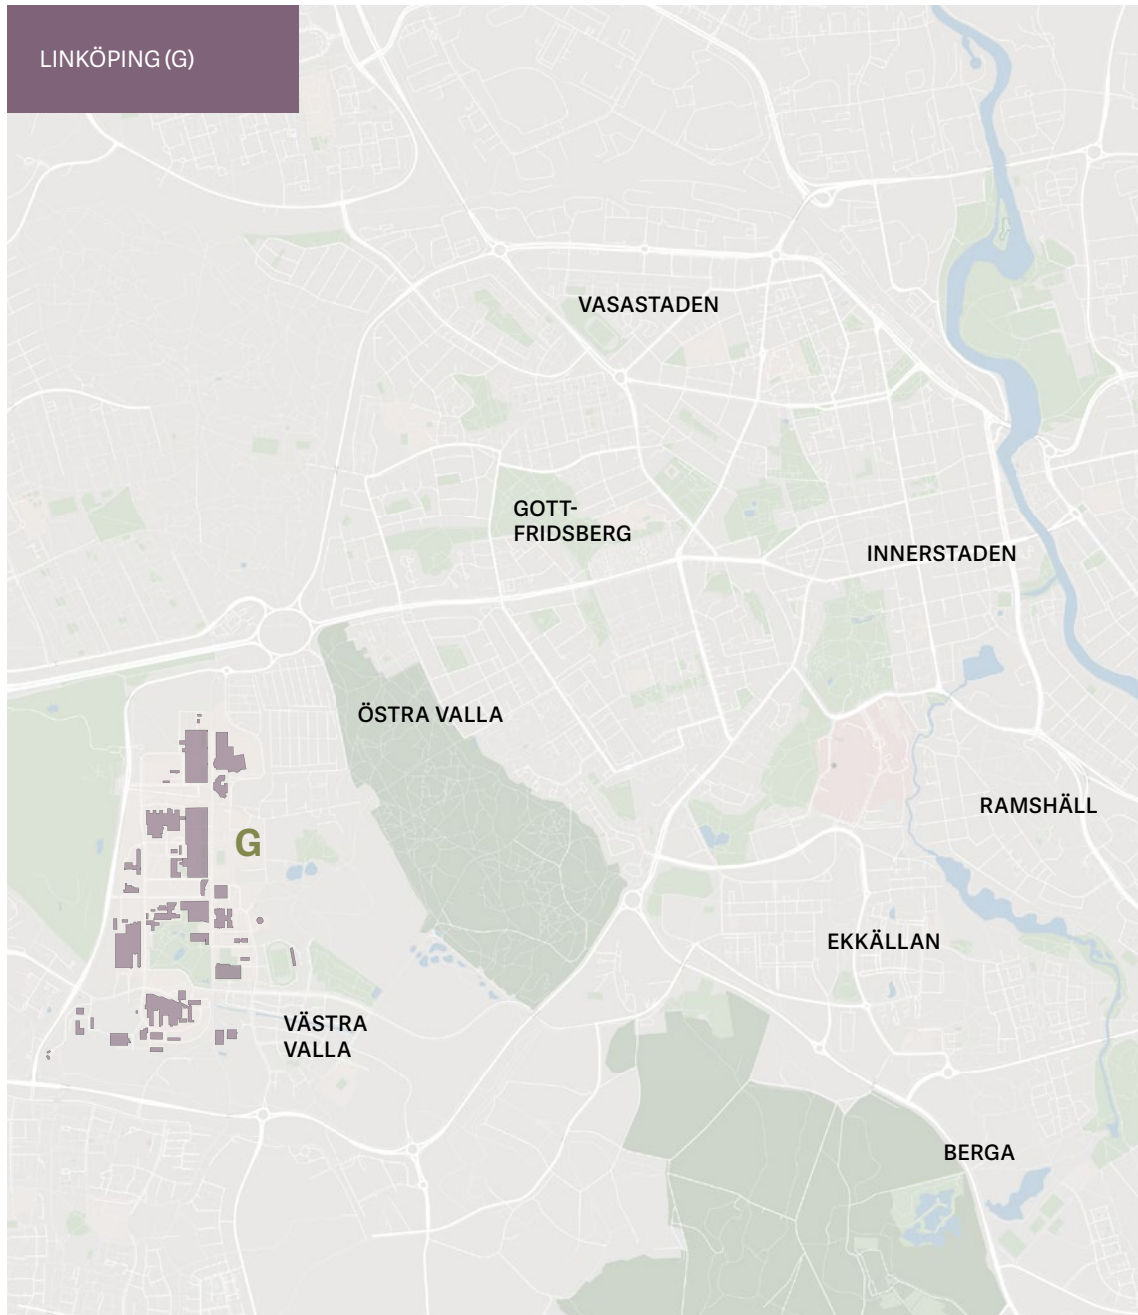 LINKÖPING (G)
VASASTADEN
GOTT-
FRIDSBERG
INNERSTADEN
ÖSTRA VALLA
RAMSHÄLL
G
EKKÄLLAN
VÄSTRA
VALLA
BERGA